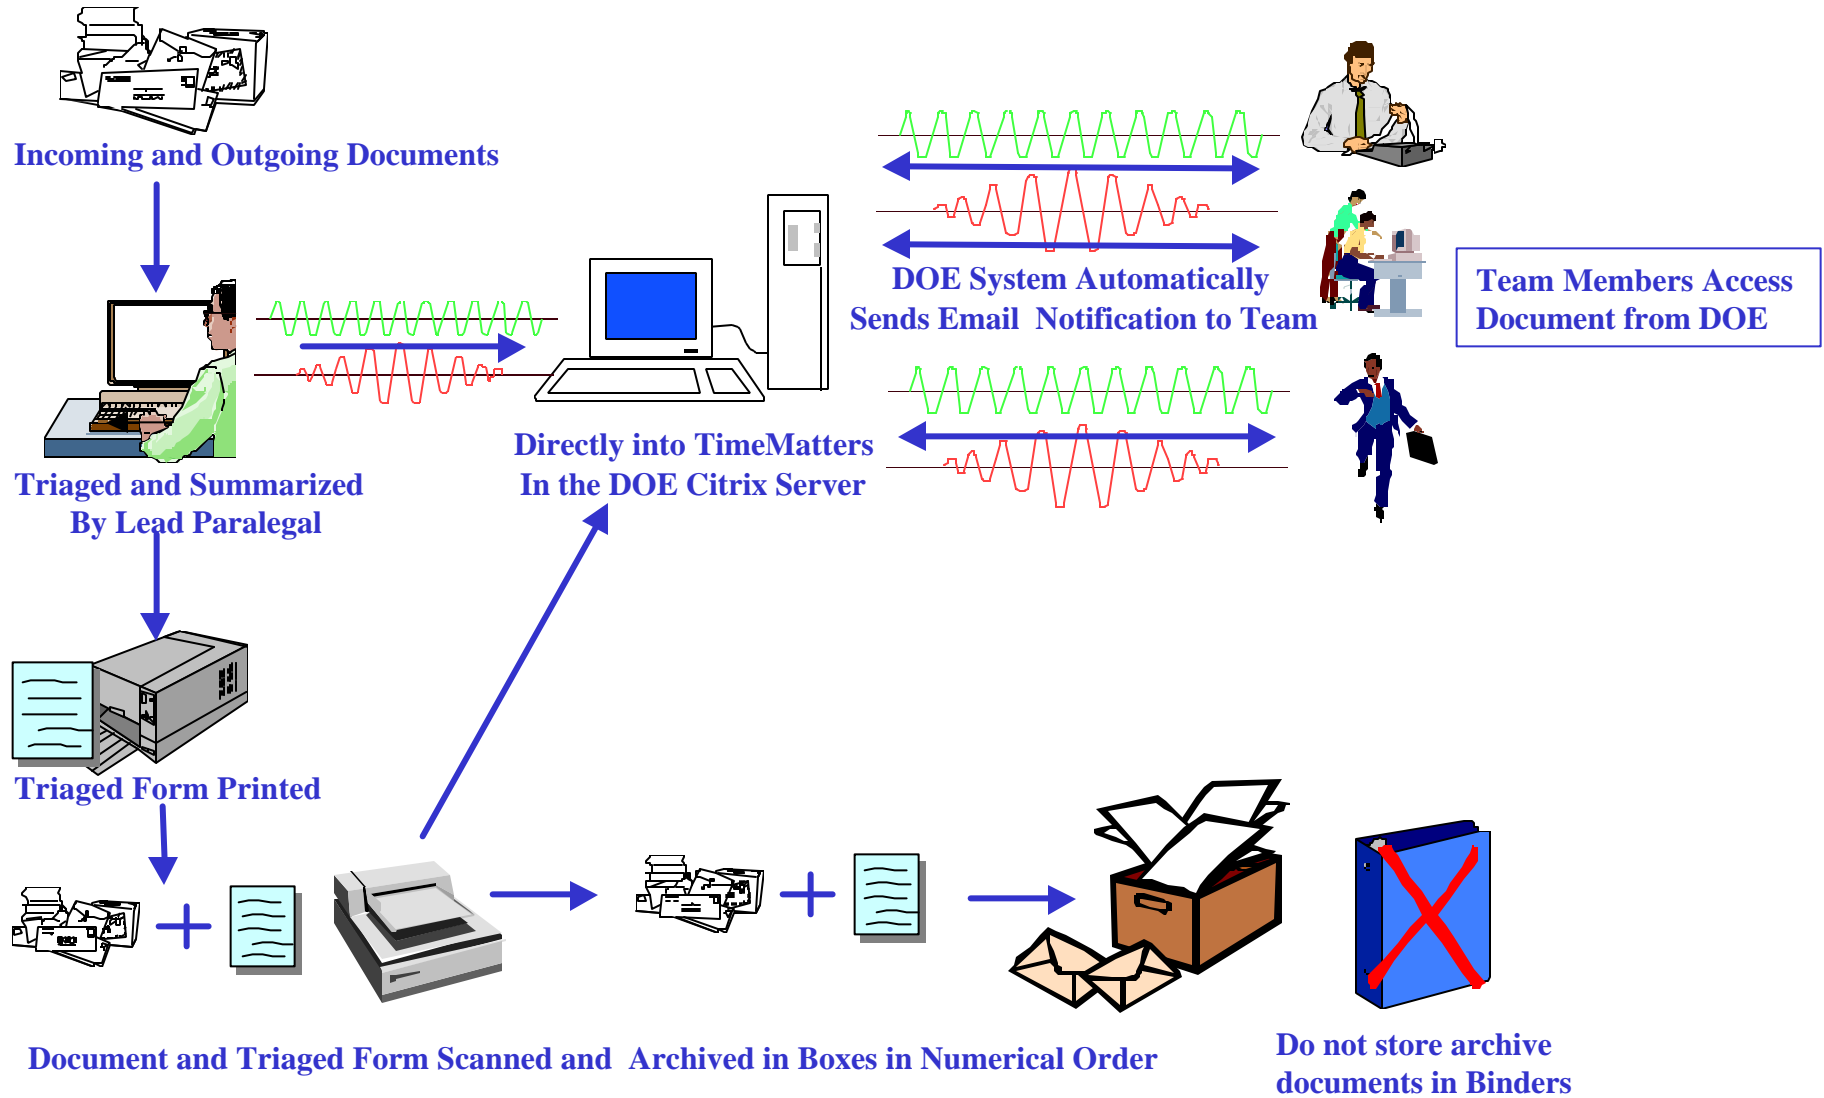 Incoming and Outgoing Documents
DOE System Automatically
Sends Email Notification to Team
Team Members Access
Document from DOE
Directly into TimeMatters
In the DOE Citrix Server
Triaged and Summarized
By Lead Paralegal
Triaged Form Printed
Document and Triaged Form Scanned and Archived in Boxes in Numerical Order
Do not store archive
documents in Binders